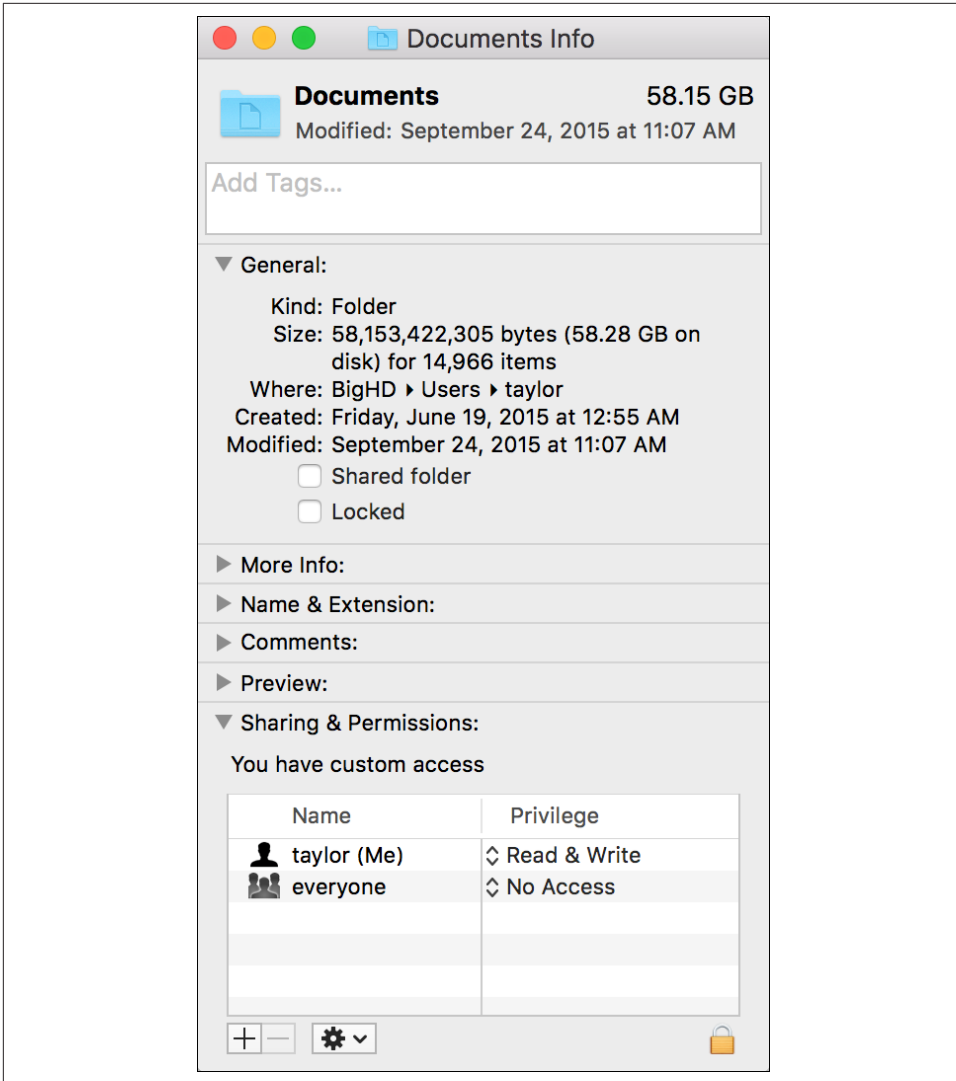 Documents Info
Documents 58.15 GB
Modified: September 24, 2015 at 11:07 AM
Add Tags...
General:
Kind: Folder
Size: 58,153,422,305 bytes (58.28 GB on
disk) for 14,966 items
Where: BigHD ▸ Users ▸ taylor
Created: Friday, June 19, 2015 at 12:55 AM
Modified: September 24, 2015 at 11:07 AM
Shared folder
Locked
More Info:
Name & Extension:
Comments:
Preview:
Sharing & Permissions:
You have custom access
Name Privilege
taylor (Me) Read & Write
everyone No Access